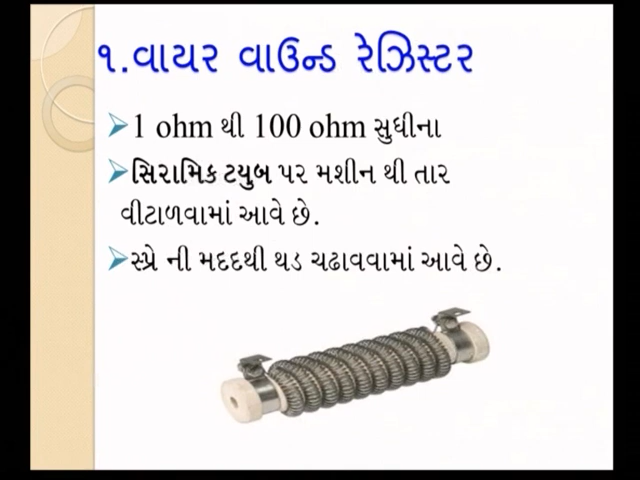 ૧.વાયર વાઉન્ડ રેઝિસ્ટર
1 ohm થી 100 ohm સુધીના
સિરામિક ટયુબ પર મશીન થી તાર
વીટાળવામાં આવે છે.
સ્પ્રે ની મદદથી થડ ચઢાવવામાં આવે છે.